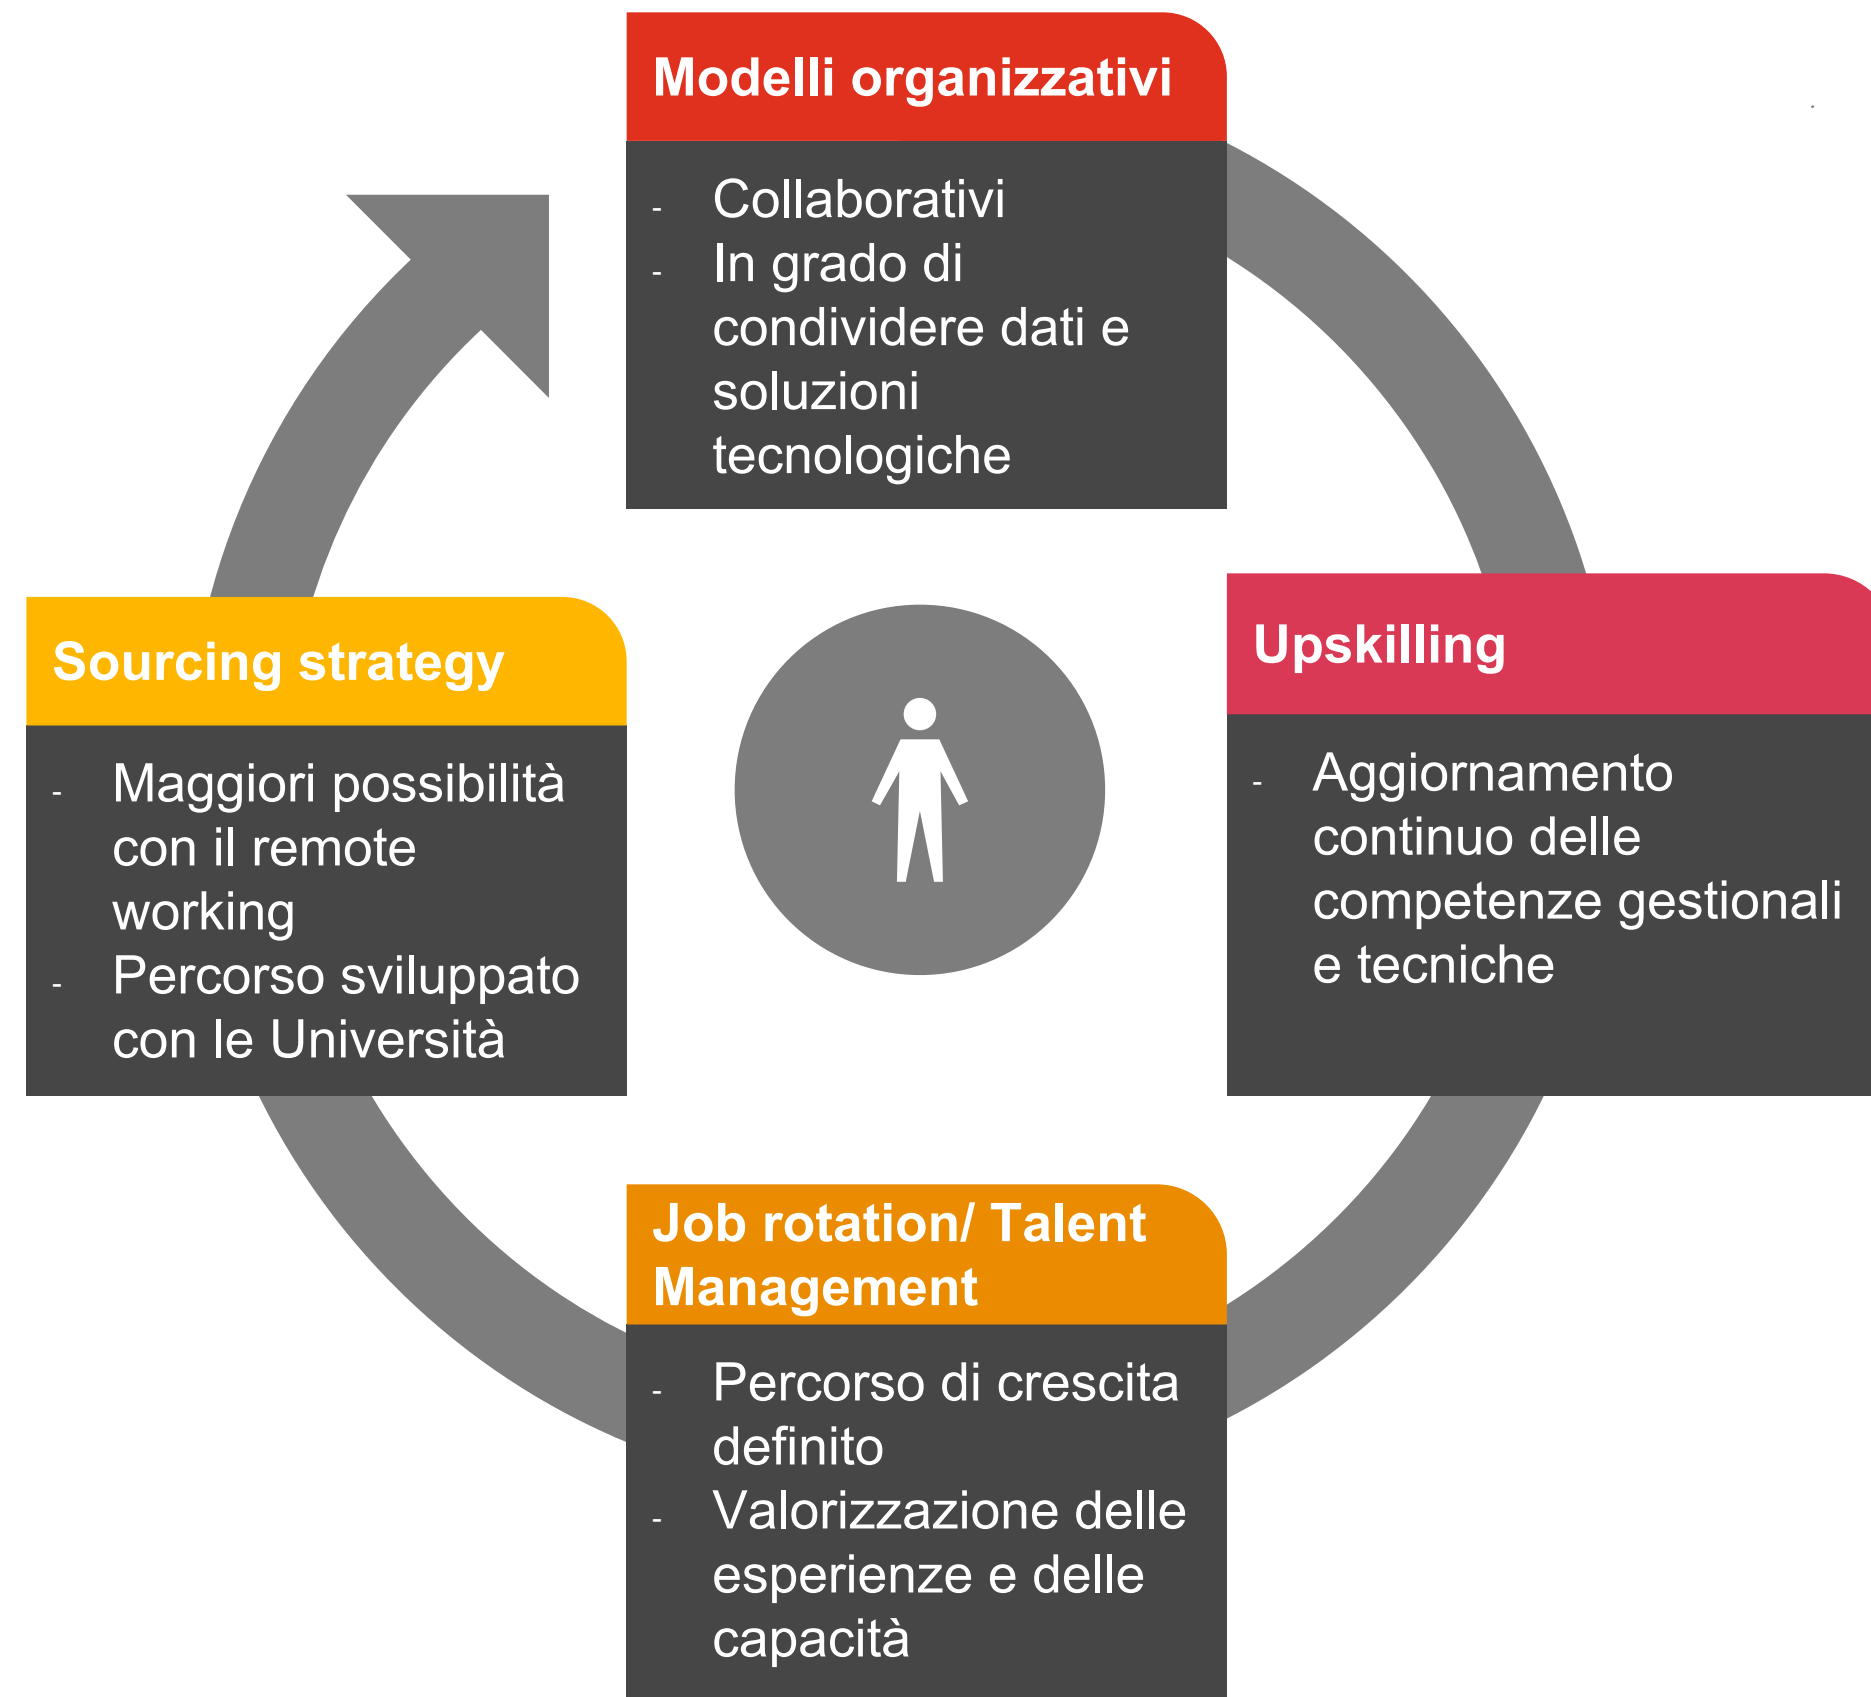 Modelli organizzativi
- Collaborativi
- In grado di
condividere dati e
soluzioni
tecnologiche
Sourcing strategy
- Maggiori possibilità
con il remote
working
- Percorso sviluppato
con le Università
Upskilling
- Aggiornamento
continuo delle
competenze gestionali
e tecniche
Job rotation/ Talent
Management
- Percorso di crescita
definito
- Valorizzazione delle
esperienze e delle
capacità